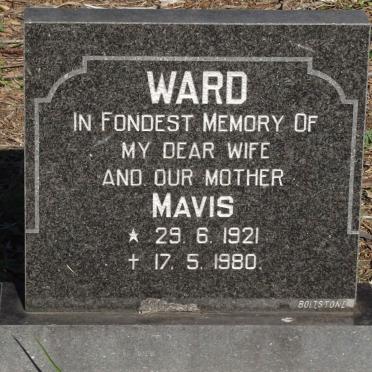 WARD
IN FONDEST MEMORY OF
MY DEAR WIFE
AND OUR MOTHER
MAVIS
★ 29. 6. 1921
† 17. 5. 1980.
BOLTSTONE